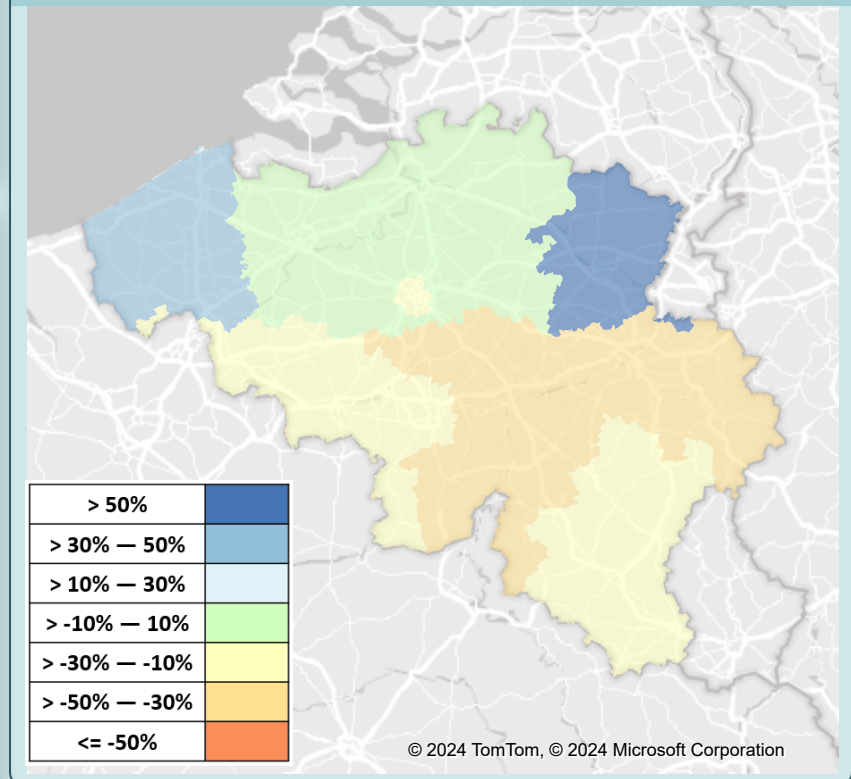 > 50%
> 30% — 50%
> 10% — 30%
> -10% — 10%
> -30% — -10%
> -50% — -30%
<= -50%
© 2024 TomTom, © 2024 Microsoft Corporation